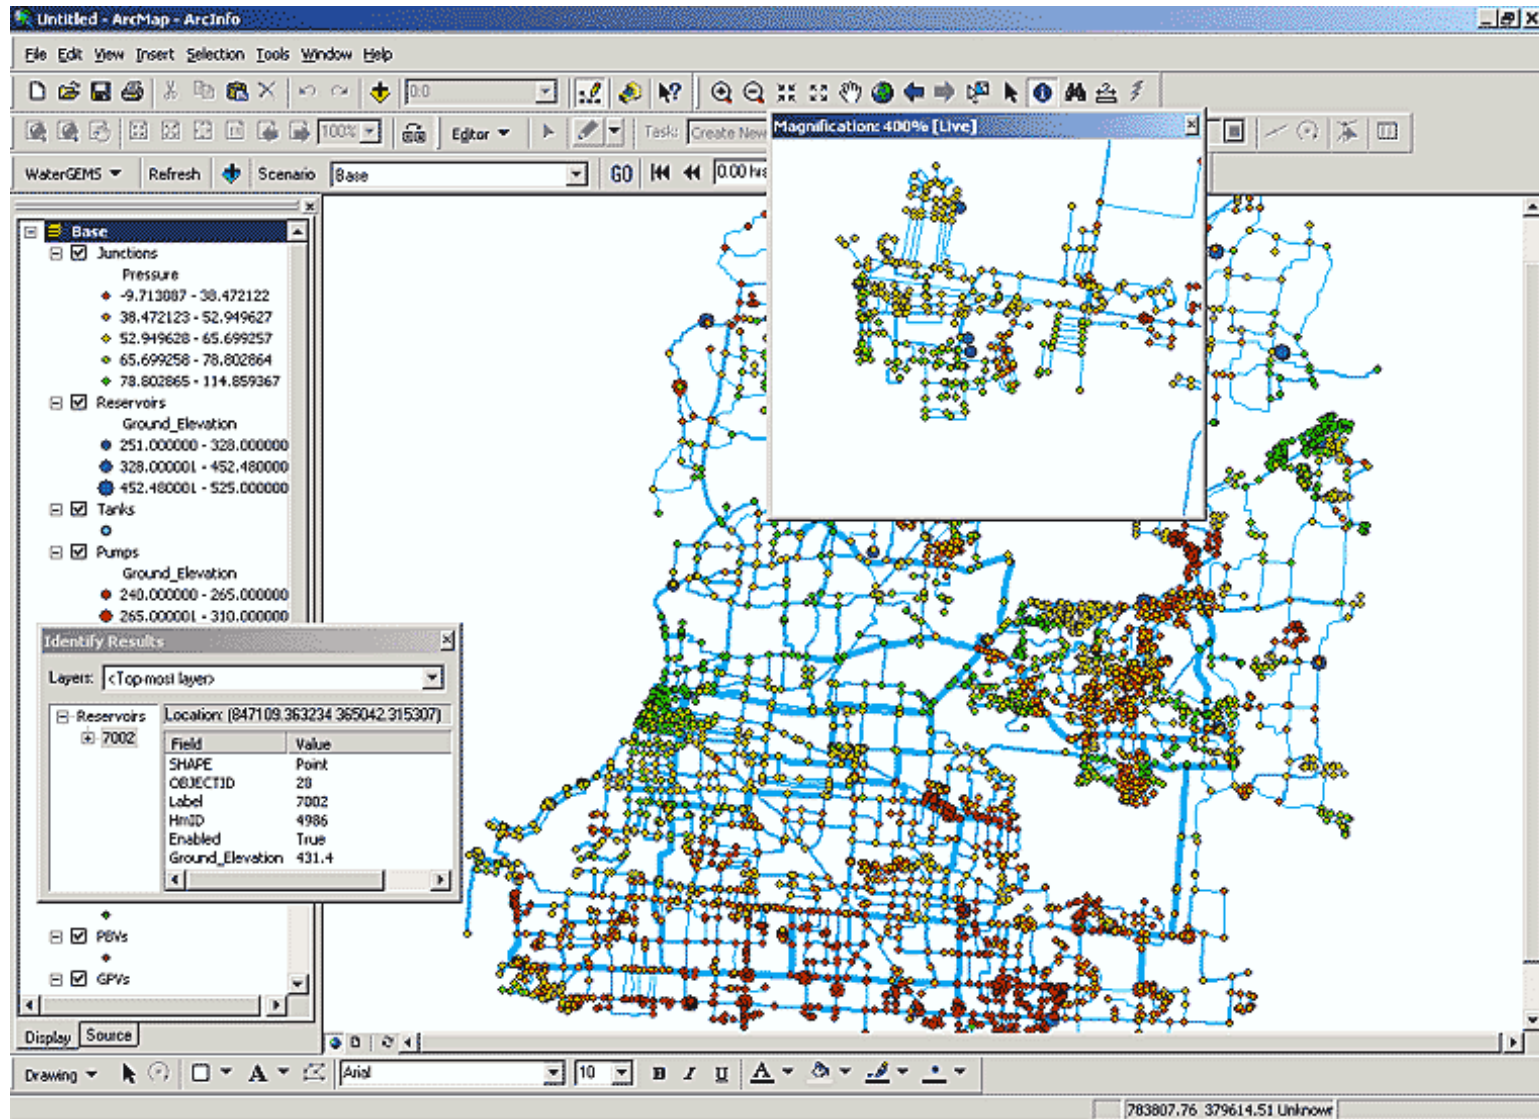 Untitled - ArcMap - ArcInfo
File Edit View Insert Selection Tools Window Help
0:0
100% Editor Task: Create New
WaterGEMS Refresh Scenario Base GO 0.00 hrs
Magnification: 400% [Live]
Base
Junctions
Pressure
-9.713087 - 38.472122
38.472123 - 52.949627
52.949628 - 65.699257
65.699258 - 78.802864
78.802865 - 114.859367
Reservoirs
Ground_Elevation
251.000000 - 328.000000
328.000001 - 452.480000
452.480001 - 525.000000
Tanks
Pumps
Ground_Elevation
240.000000 - 265.000000
265.000001 - 310.000000
Identify Results
Layers: <Top-most layer>
Reservoirs
7002
Location: (847109.363234 365042.315307)
Field Value
SHAPE Point
OBJECTID 28
Label 7002
HmID 4986
Enabled True
Ground_Elevation 431.4
PBVs
GPVs
Display Source
Drawing A Arial 10 B I U A
783807.76 379614.51 Unknown